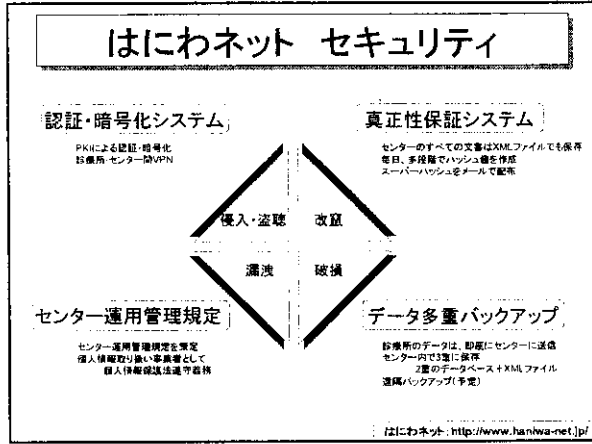 はにわネット セキュリティ
認証・暗号化システム
PKIによる認証・暗号化
診療所・センター間VPN
真正性保証システム
センターのすべての文書はXMLファイルでも保存
毎日、多段階でハッシュ値を作成
スーパーハッシュをメールで配布
侵入・盗聴
改竄
漏洩
破損
センター運用管理規定
センター運用管理規定を策定
個人情報取り扱い事業者として
個人情報保護法遵守義務
データ多重バックアップ
診療所のデータは、即座にセンターに送信
センター内で3重に保存
2重のデータベース+XMLファイル
遠隔バックアップ(予定)
はにわネット:http://www.haniwa-net.jp/